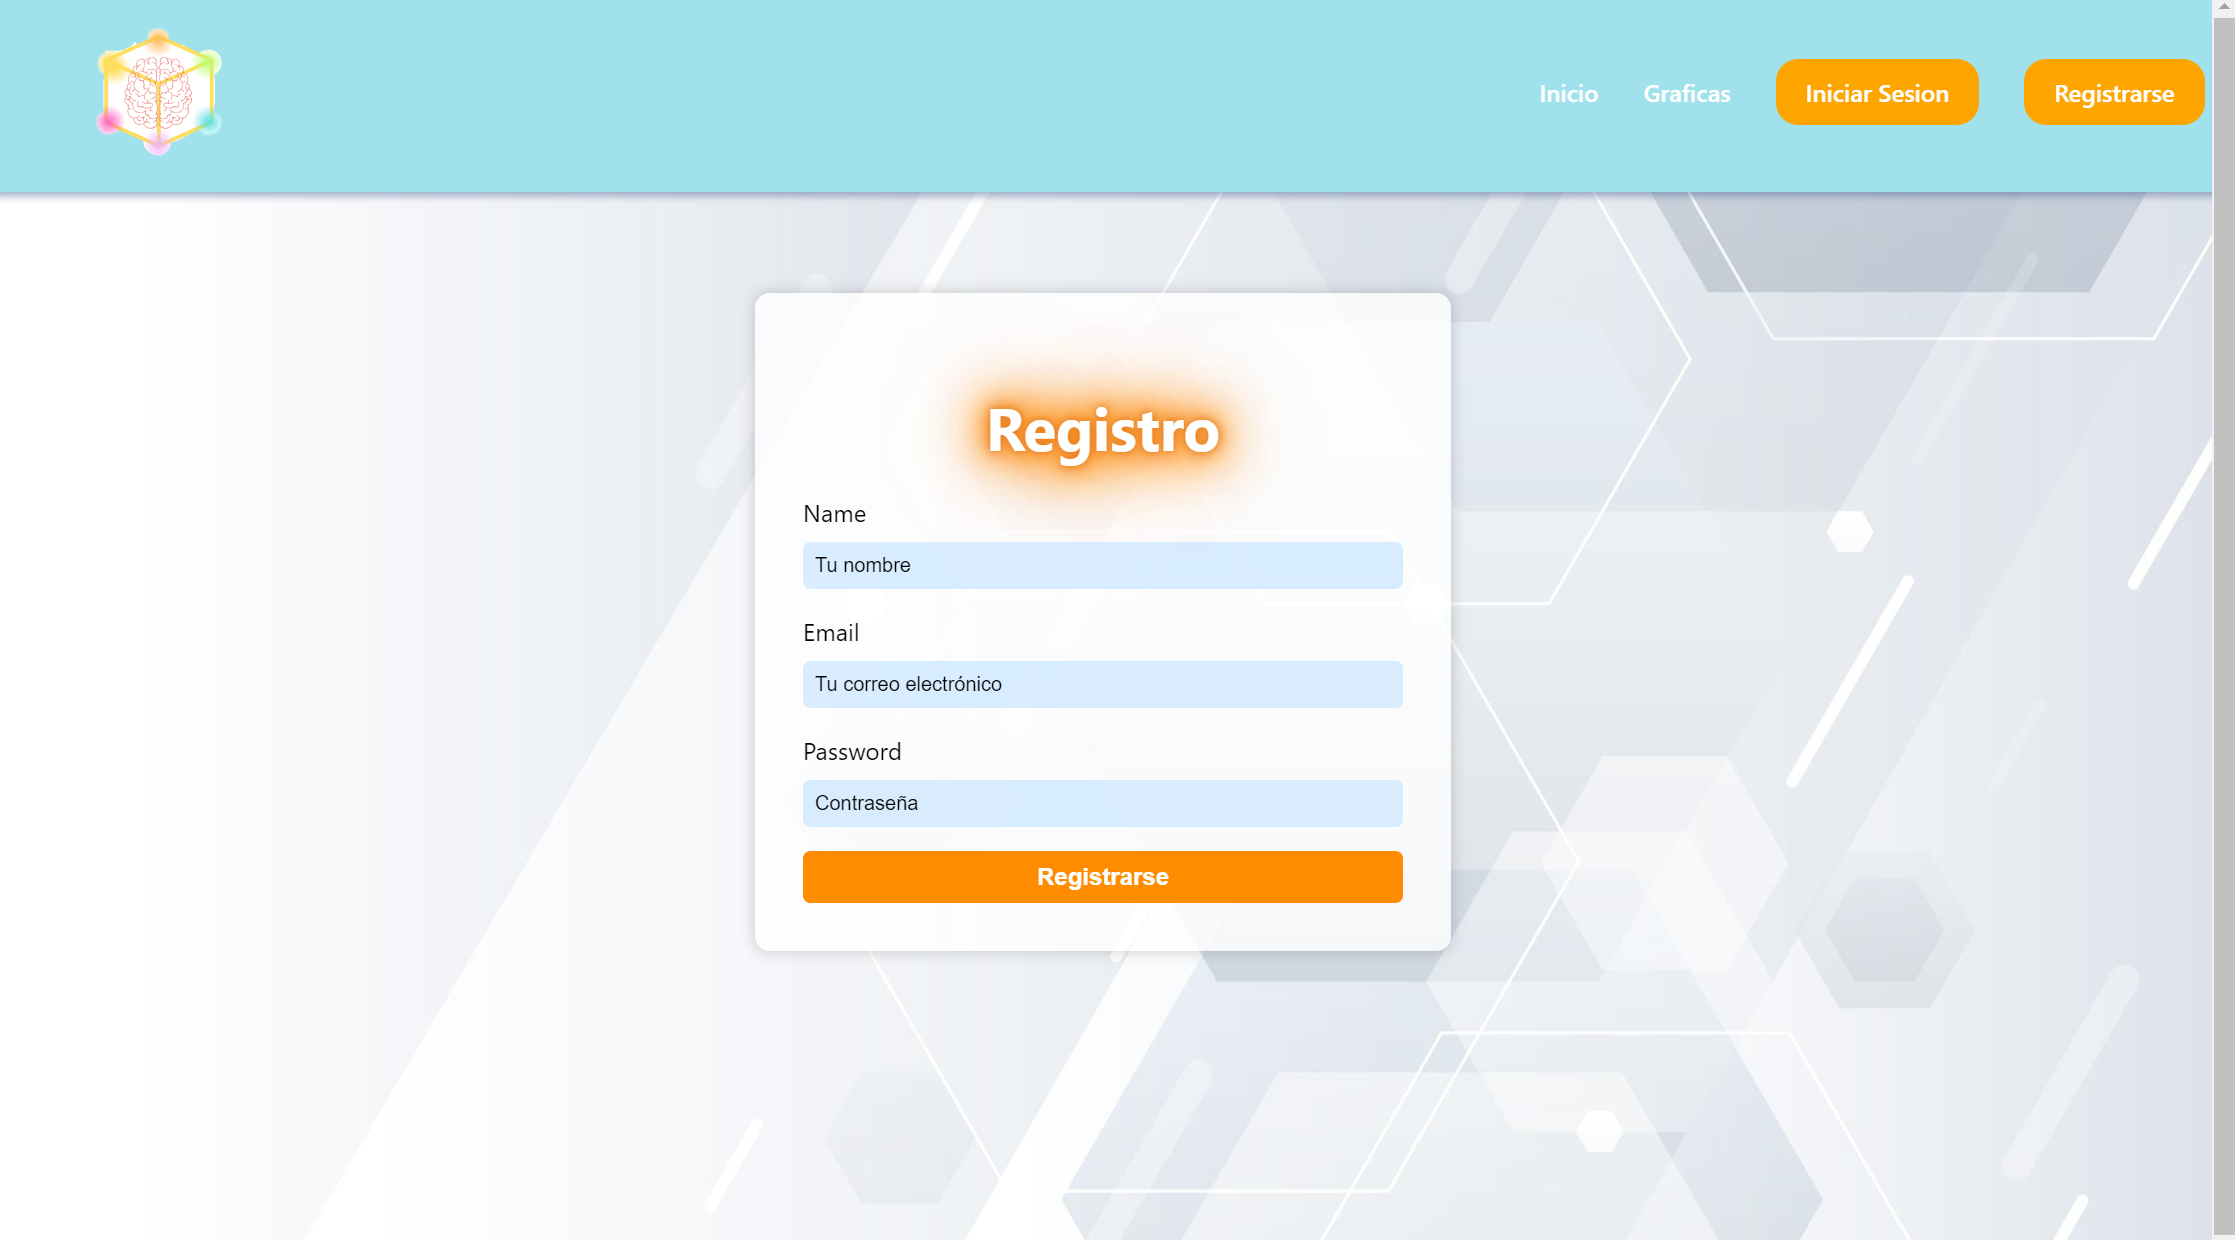 Inicio Graficas Iniciar Sesion Registrarse
Registro
Name
Tu nombre
Email
Tu correo electrónico
Password
Contraseña
Registrarse